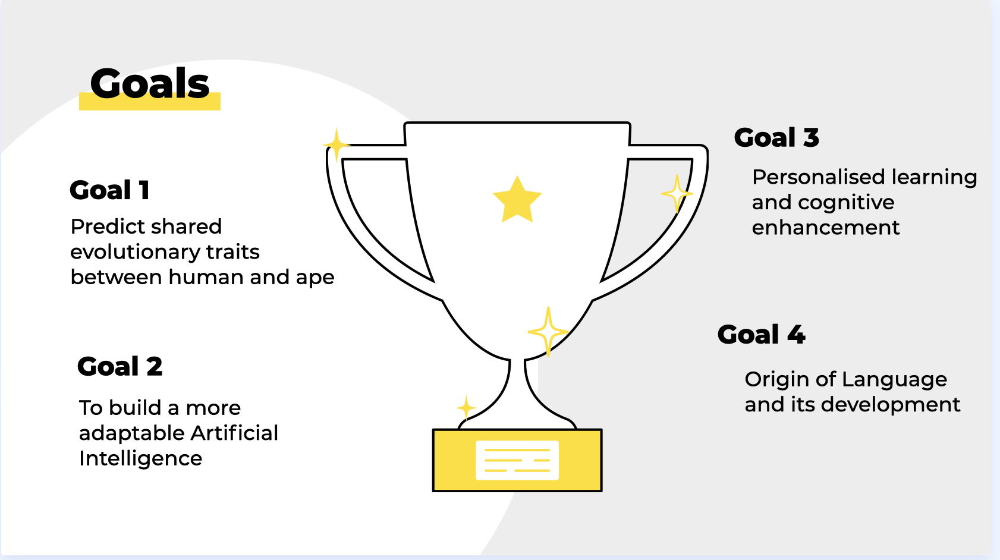 Goals
Goal 1
Predict shared
evolutionary traits
between human and ape
Goal 2
To build a more
adaptable Artificial
Intelligence
Goal 3
Personalised learning
and cognitive
enhancement
Goal 4
Origin of Language
and its development